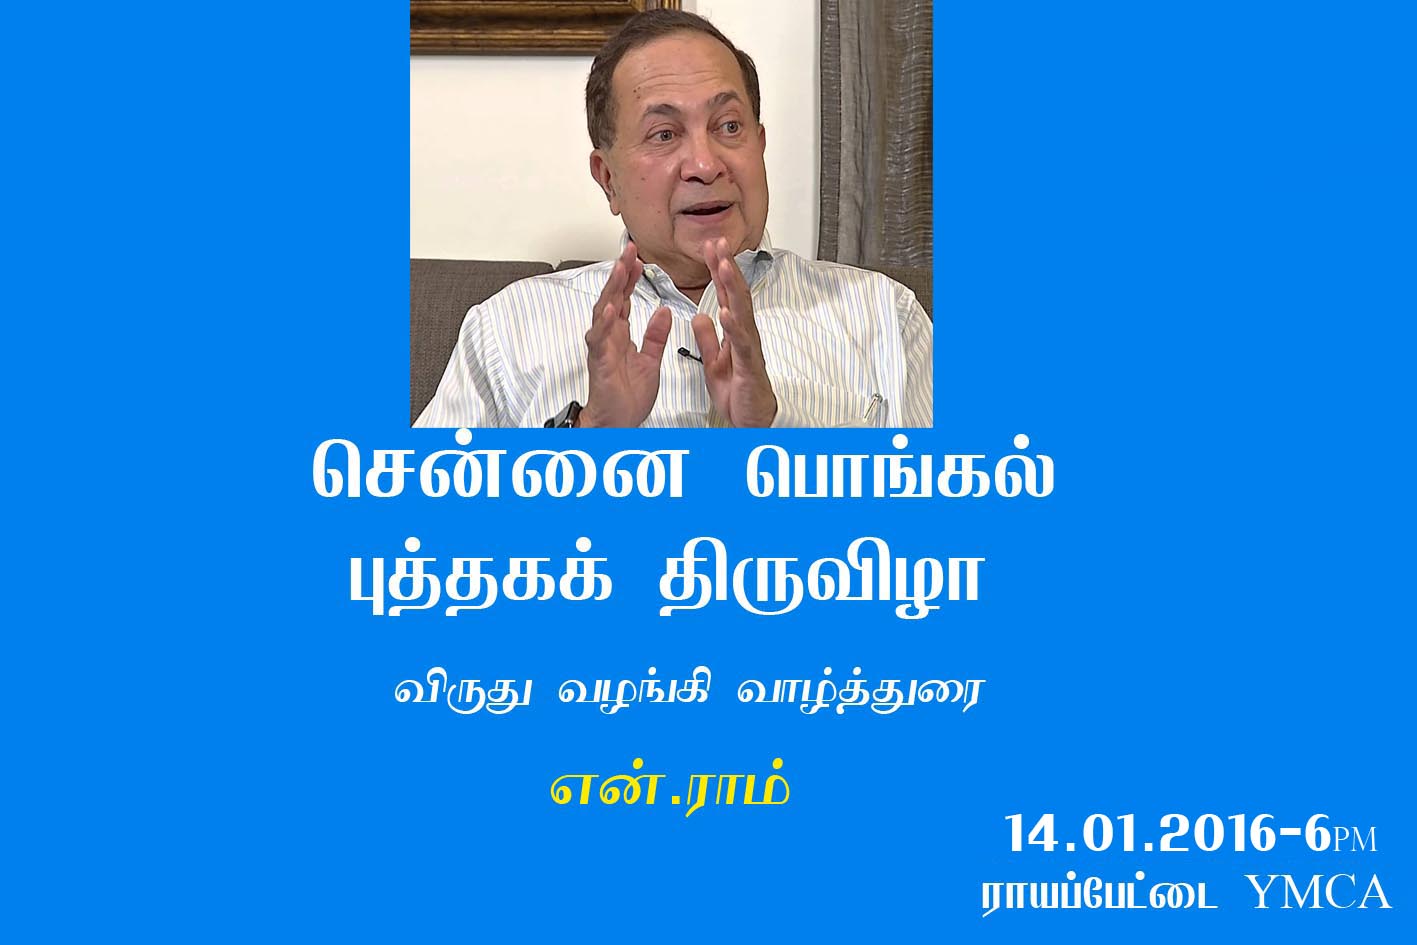 சென்னை பொங்கல்
புத்தகக் திருவிழா
விருது வழங்கி வாழ்த்துரை
என்.ராம்
14.01.2016-6PM
ராயப்பேட்டை YMCA